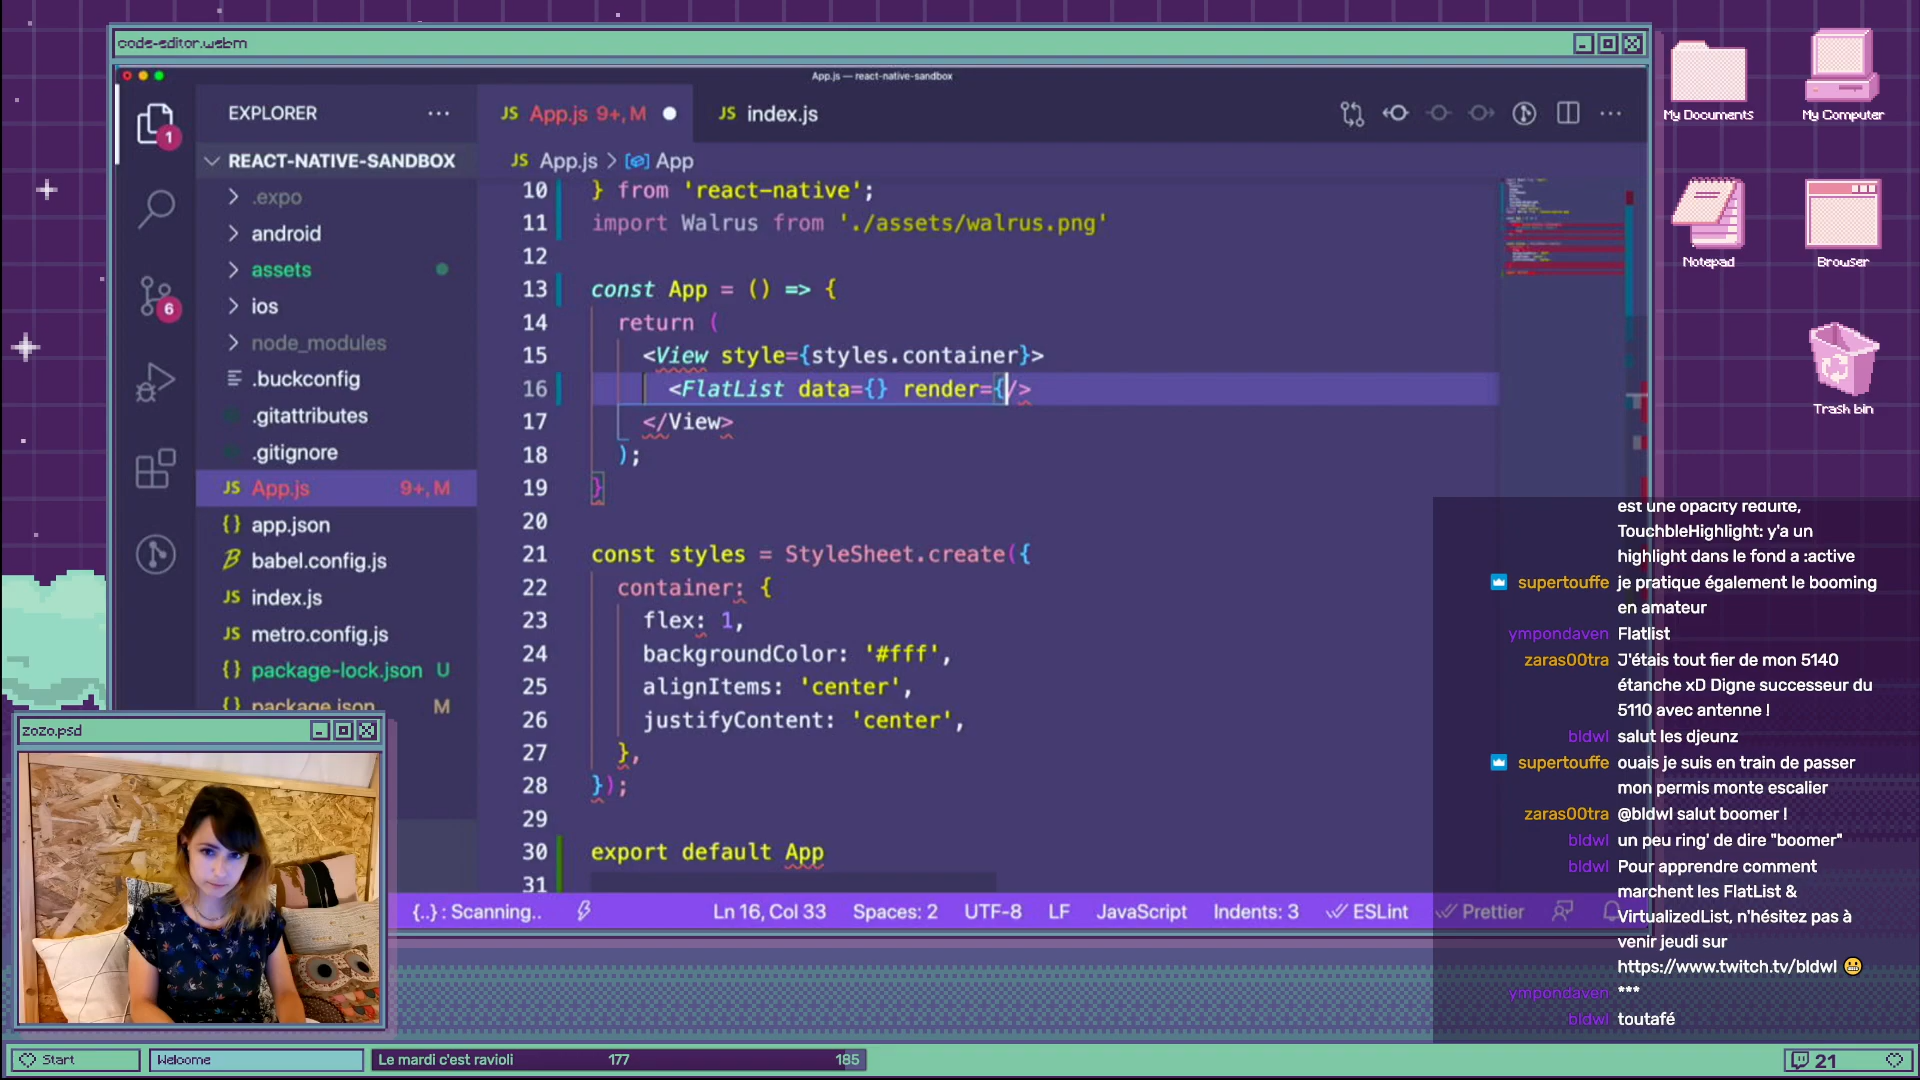 code-editor.webm
App.js — react-native-sandbox
EXPLORER
REACT-NATIVE-SANDBOX
.expo
android
assets
ios
node_modules
.buckconfig
.gitattributes
.gitignore
JS App.js 9+, M
{} app.json
babel.config.js
JS index.js
JS metro.config.js
{} package-lock.json U
package.json M
1
6
JS App.js 9+, M
JS index.js
JS App.js > App
10 } from 'react-native';
11 import Walrus from './assets/walrus.png'
12
13 const App = () => {
14 return (
15 <View style={styles.container}>
16 <FlatList data={} render={/>
17 </View>
18 );
19 }
20
21 const styles = StyleSheet.create({
22 container: {
23 flex: 1,
24 backgroundColor: '#fff',
25 alignItems: 'center',
26 justifyContent: 'center',
27 },
28 });
29
30 export default App
31
{..} : Scanning.. Ln 16, Col 33 Spaces: 2 UTF-8 LF JavaScript Indents: 3 ESLint Prettier
My Documents
My Computer
Notepad
Browser
Trash bin
est une opacity reduite,
TouchbleHighlight: y'a un
highlight dans le fond a :active
supertouffe je pratique également le booming
en amateur
ympondaven Flatlist
zaras00tra J'étais tout fier de mon 5140
étanche xD Digne successeur du
5110 avec antenne !
bldwl salut les djeunz
supertouffe ouais je suis en train de passer
mon permis monte escalier
zaras00tra @bldwl salut boomer !
bldwl un peu ring' de dire "boomer"
bldwl Pour apprendre comment
marchent les FlatList &
VirtualizedList, n'hésitez pas à
venir jeudi sur
https://www.twitch.tv/bldwl
ympondaven ***
bldwl toutafé
zozo.psd
Start
Welcome
Le mardi c'est ravioli 177 185
21